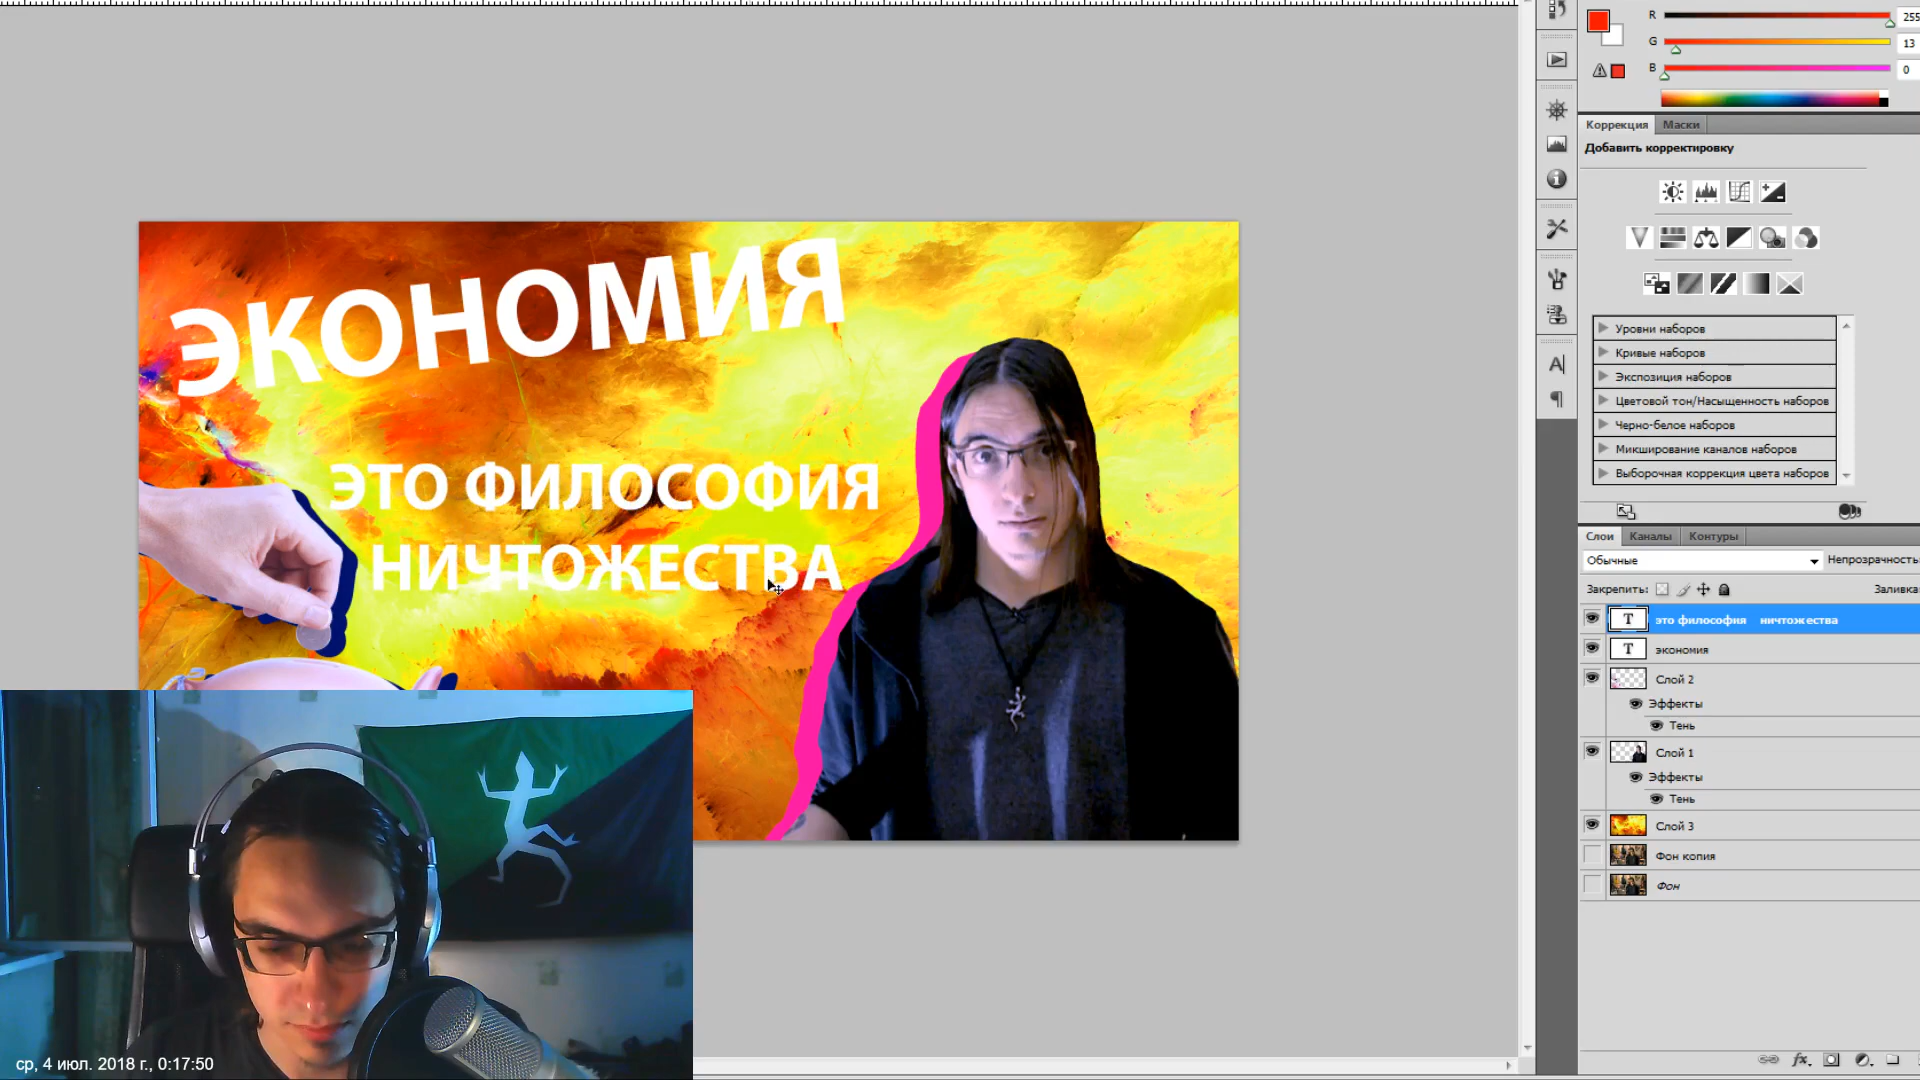 R 255
G 13
B 0
Коррекция Маски
Добавить корректировку
ЭКОНОМИЯ
ЭТО ФИЛОСОФИЯ
НИЧТОЖЕСТВА
Уровни наборов
Кривые наборов
Экспозиция наборов
Цветовой тон/Насыщенность наборов
Черно-белое наборов
Микширование каналов наборов
Выборочная коррекция цвета наборов
Слои Каналы Контуры
Обычные Непрозрачность:
Закрепить: Заливка:
T это философия ничтожества
T экономия
Слой 2
Эффекты
Тень
Слой 1
Эффекты
Тень
Слой 3
Фон копия
Фон
fx
ср, 4 июл. 2018 г., 0:17:50